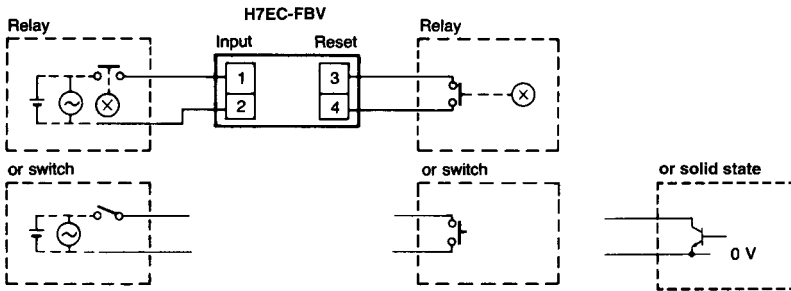 H7EC-FBV
Relay
Input
Reset
Relay
1
3
2
4
or switch
or switch
or solid state
0 V